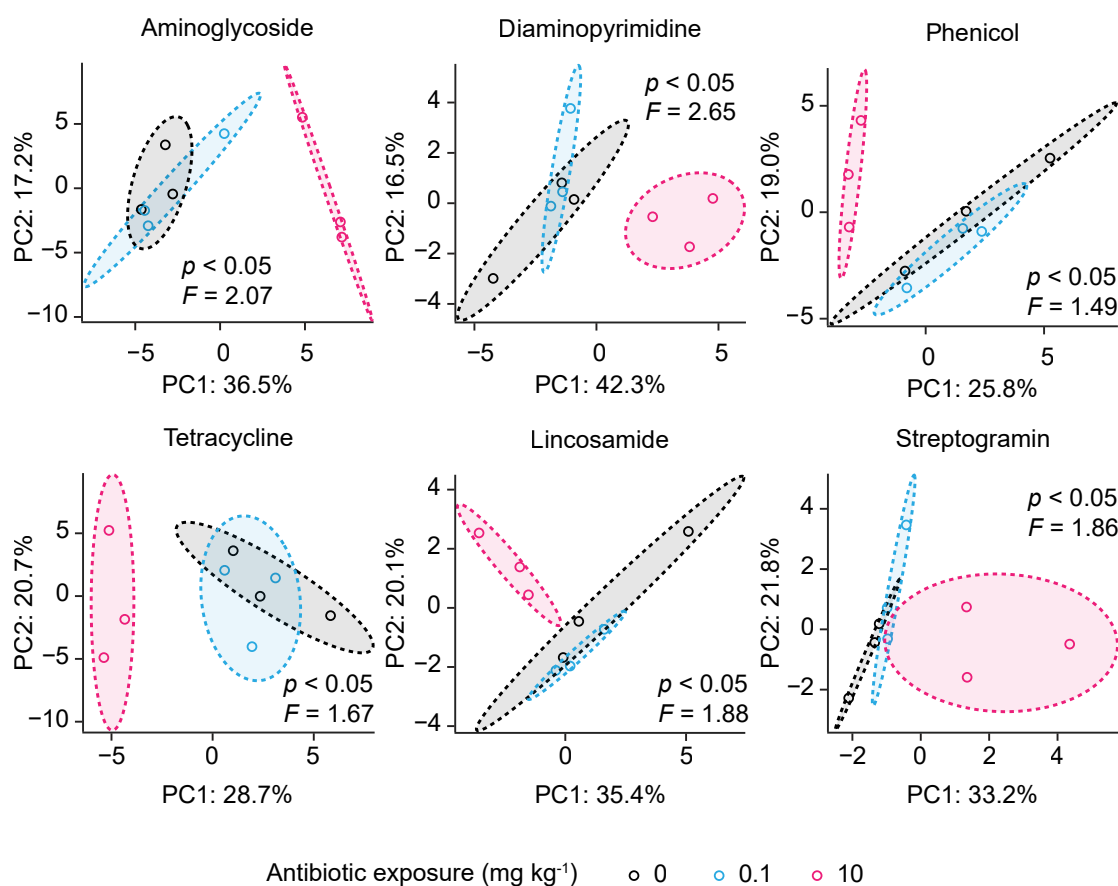 Aminoglycoside
PC2: 17.2%
5
0
−5
−10
p < 0.05
F = 2.07
−5
0
5
PC1: 36.5%
Diaminopyrimidine
PC2: 16.5%
4
2
0
−2
−4
p < 0.05
F = 2.65
−5
0
5
PC1: 42.3%
Phenicol
PC2: 19.0%
5
0
−5
p < 0.05
F = 1.49
0
5
PC1: 25.8%
Tetracycline
PC2: 20.7%
5
0
−5
−10
p < 0.05
F = 1.67
−5
0
5
PC1: 28.7%
Lincosamide
PC2: 20.1%
4
2
0
−2
−4
p < 0.05
F = 1.88
0
5
PC1: 35.4%
Streptogramin
PC2: 21.8%
4
2
0
−2
p < 0.05
F = 1.86
−2
0
2
4
PC1: 33.2%
Antibiotic exposure (mg kg⁻¹) 0 0.1 10